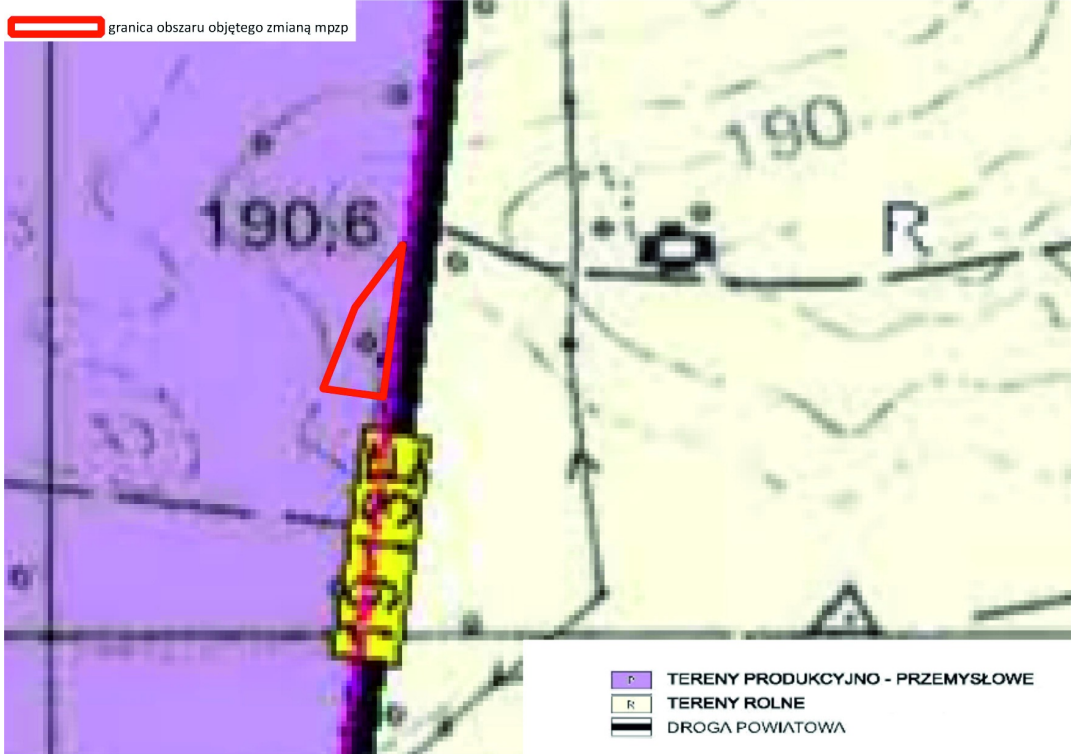 granica obszaru objętego zmianą mpzp
190
190,6
R
P TERENY PRODUKCYJNO - PRZEMYSŁOWE
R TERENY ROLNE
DROGA POWIATOWA